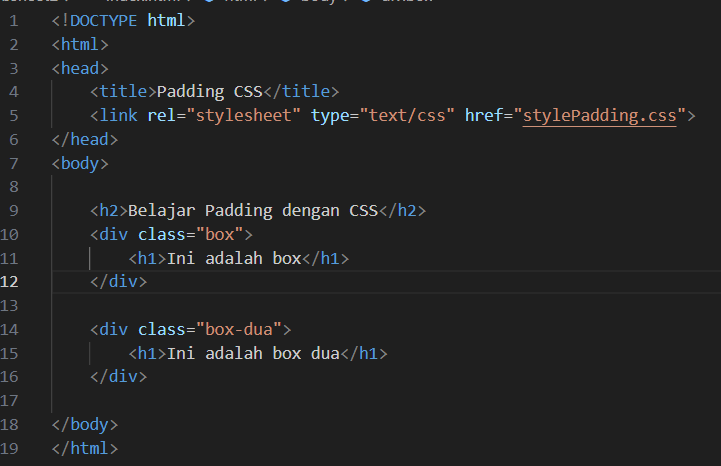 1 <!DOCTYPE html>
2 <html>
3 <head>
4 <title>Padding CSS</title>
5 <link rel="stylesheet" type="text/css" href="stylePadding.css">
6 </head>
7 <body>
8
9 <h2>Belajar Padding dengan CSS</h2>
10 <div class="box">
11 <h1>Ini adalah box</h1>
12 </div>
13
14 <div class="box-dua">
15 <h1>Ini adalah box dua</h1>
16 </div>
17
18 </body>
19 </html>